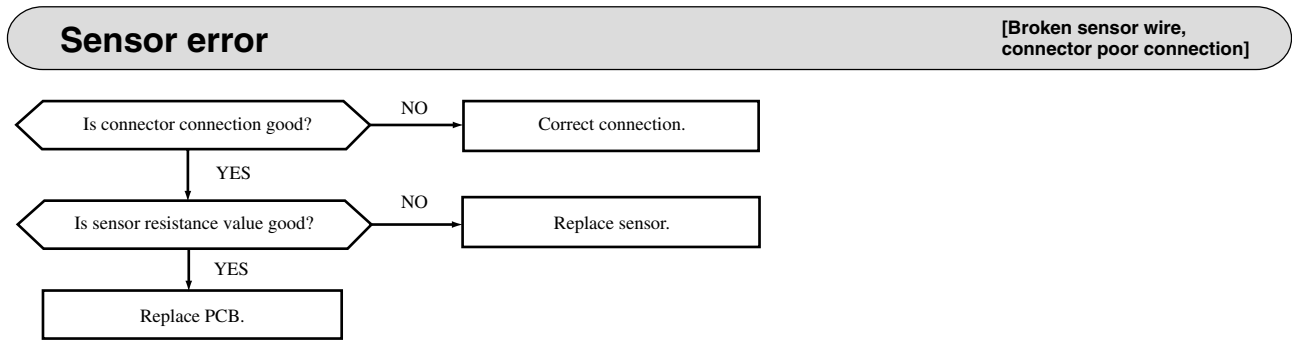 Sensor error
[Broken sensor wire,
connector poor connection]
Is connector connection good?
NO
Correct connection.
YES
Is sensor resistance value good?
NO
Replace sensor.
YES
Replace PCB.